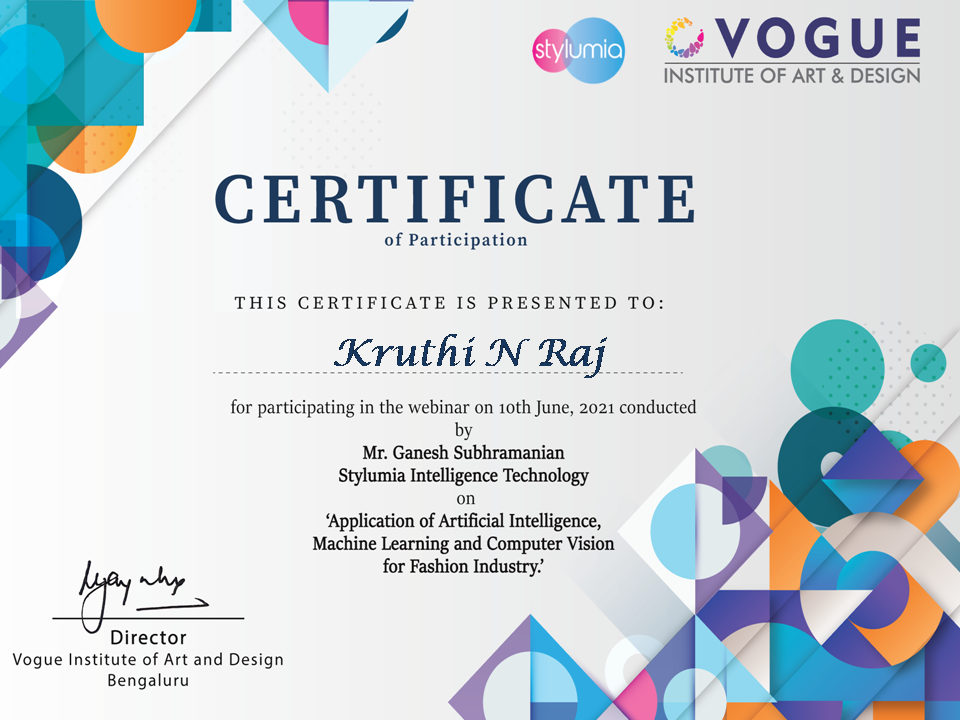 stylumia
VOGUE
INSTITUTE OF ART & DESIGN
CERTIFICATE
of Participation
THIS CERTIFICATE IS PRESENTED TO:
Kruthi N Raj
for participating in the webinar on 10th June, 2021 conducted
by
Mr. Ganesh Subhramanian
Stylumia Intelligence Technology
on
‘Application of Artificial Intelligence,
Machine Learning and Computer Vision
for Fashion Industry.’
Director
Vogue Institute of Art and Design
Bengaluru